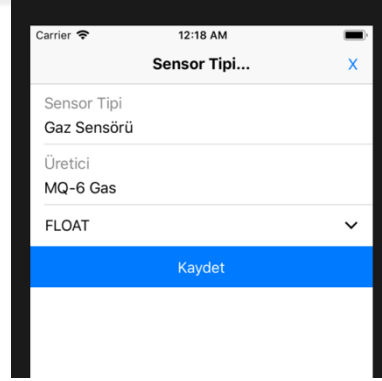 Carrier 12:18 AM
Sensor Tipi... X
Sensor Tipi
Gaz Sensörü
Üretici
MQ-6 Gas
FLOAT
Kaydet